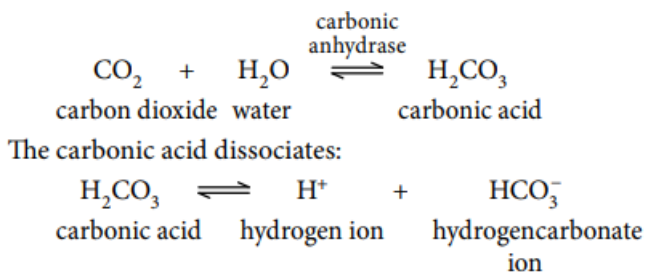 carbonic
anhydrase
CO₂ + H₂O ⇌ H₂CO₃
carbon dioxide water carbonic acid
The carbonic acid dissociates:
H₂CO₃ ⇌ H⁺ + HCO₃⁻
carbonic acid hydrogen ion hydrogencarbonate
ion